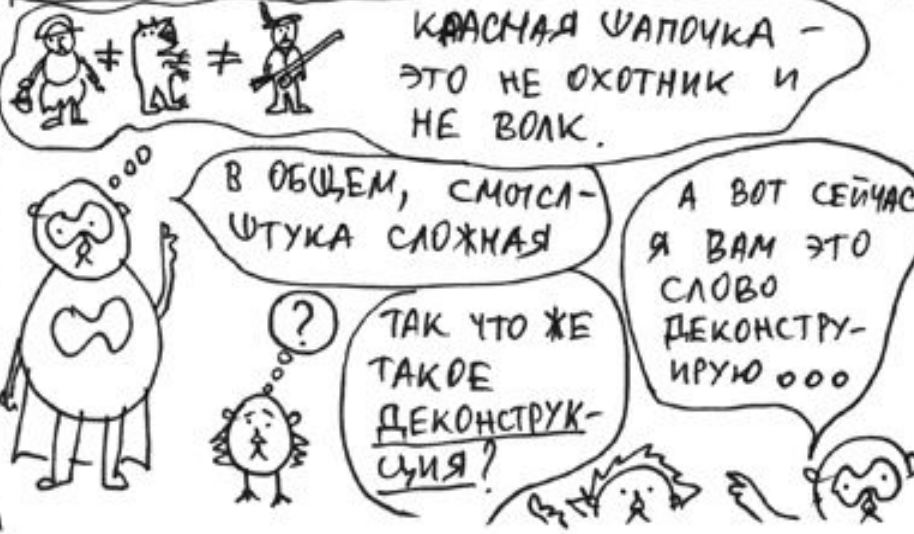 ≠ ≠
КРАСНАЯ ШАПОЧКА –
ЭТО НЕ ОХОТНИК И
НЕ ВОЛК.
В ОБЩЕМ, СМЫСЛ-
ШТУКА СЛОЖНАЯ
?
ТАК ЧТО ЖЕ
ТАКОЕ
ДЕКОНСТРУК-
ЦИЯ?
А ВОТ СЕЙЧАС
Я ВАМ ЭТО
СЛОВО
ДЕКОНСТРУ-
ИРУЮ ...